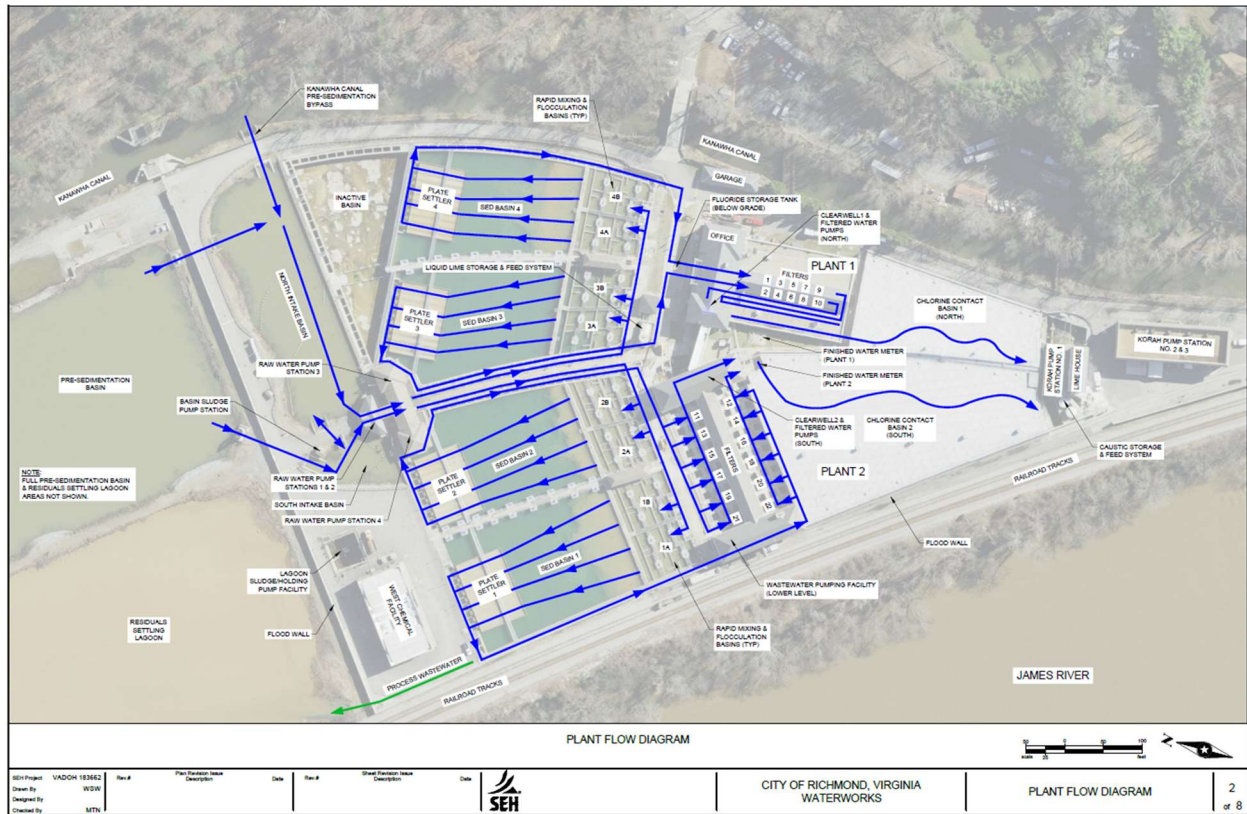 KANAWHA CANAL
PRE-SEDIMENTATION
BYPASS
RAPID MIXING &
FLOCCULATION
BASINS (TYP)
KANAWHA CANAL
KANAWHA CANAL
GARAGE
INACTIVE
BASIN
PLATE
SETTLER
4
SED BASIN 4
4B
4A
FLUORIDE STORAGE TANK
(BELOW GRADE)
CLEARWELL1 &
FILTERED WATER
PUMPS
(NORTH)
OFFICE
PLANT 1
LIQUID LIME STORAGE & FEED SYSTEM
FILTERS
1 3 5 7 9
2 4 6 8 10
NORTH INTAKE BASIN
PLATE
SETTLER
3
SED BASIN 3
3B
3A
CHLORINE CONTACT
BASIN 1
(NORTH)
KORAH PUMP
STATION NO. 1
LIME HOUSE
KORAH PUMP STATION
NO. 2 & 3
FINISHED WATER METER
(PLANT 1)
FINISHED WATER METER
(PLANT 2)
RAW WATER PUMP
STATION 3
PRE-SEDIMENTATION
BASIN
BASIN SLUDGE
PUMP STATION
2B
2A
SED BASIN 2
PLATE
SETTLER
2
11
13
15
17
19
21
FILTERS
12
14
16
18
20
22
CLEARWELL2 &
FILTERED WATER
PUMPS
(SOUTH)
CHLORINE CONTACT
BASIN 2
(SOUTH)
PLANT 2
CAUSTIC STORAGE
& FEED SYSTEM
RAILROAD TRACKS
NOTE:
FULL PRE-SEDIMENTATION BASIN
& RESIDUALS SETTLING LAGOON
AREAS NOT SHOWN.
RAW WATER PUMP
STATIONS 1 & 2
SOUTH INTAKE BASIN
RAW WATER PUMP STATION 4
1B
1A
SED BASIN 1
PLATE
SETTLER
1
FLOOD WALL
LAGOON
SLUDGE/HOLDING
PUMP FACILITY
WEST CHEMICAL
FACILITY
WASTEWATER PUMPING FACILITY
(LOWER LEVEL)
RESIDUALS
SETTLING
LAGOON
FLOOD WALL
RAPID MIXING &
FLOCCULATION
BASINS (TYP)
PROCESS WASTEWATER
RAILROAD TRACKS
JAMES RIVER
PLANT FLOW DIAGRAM
scale
feet
N
SEH Project VADOH 183662
Drawn By WSW
Designed By
Checked By MTN
Rev.# Plan Revision Issue Description Date
Rev.# Sheet Revision Issue Description Date
SEH
CITY OF RICHMOND, VIRGINIA
WATERWORKS
PLANT FLOW DIAGRAM
2
of 8